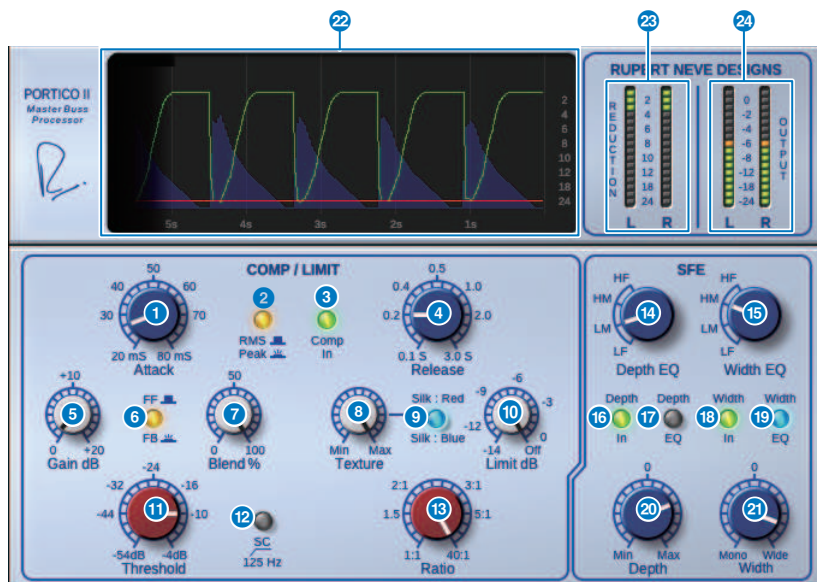 22 23 24
PORTICO II
Master Buss
Processor
2
4
6
8
10
12
18
24
5s 4s 3s 2s 1s
RUPERT NEVE DESIGNS
REDUCTION
2
4
6
8
10
12
18
24
L R
0
-2
-4
-6
-8
-12
-18
-24
OUTPUT
L R
COMP / LIMIT
50
40 60
30 70
20 mS 80 mS
Attack
1
2
RMS
Peak
3
Comp
In
0.5
0.4 1.0
0.2 2.0
0.1 S 3.0 S
Release
4
+10
0 +20
Gain dB
5
FF
6
FB
50
0 100
Blend %
7
Min Max
Texture
8
Silk : Red
9
Silk : Blue
-6
-9 -3
-12 0
-14 Off
Limit dB
10
-24
-32 -16
-44 -10
-54dB -4dB
Threshold
11
12
SC
125 Hz
2:1 3:1
1.5 5:1
1:1 40:1
Ratio
13
SFE
HF
HM
LM
LF
Depth EQ
14
HF
HM
LM
LF
Width EQ
15
16 Depth
In
17 Depth
EQ
18 Width
In
19 Width
EQ
0
Min Max
Depth
20
0
Mono Wide
Width
21